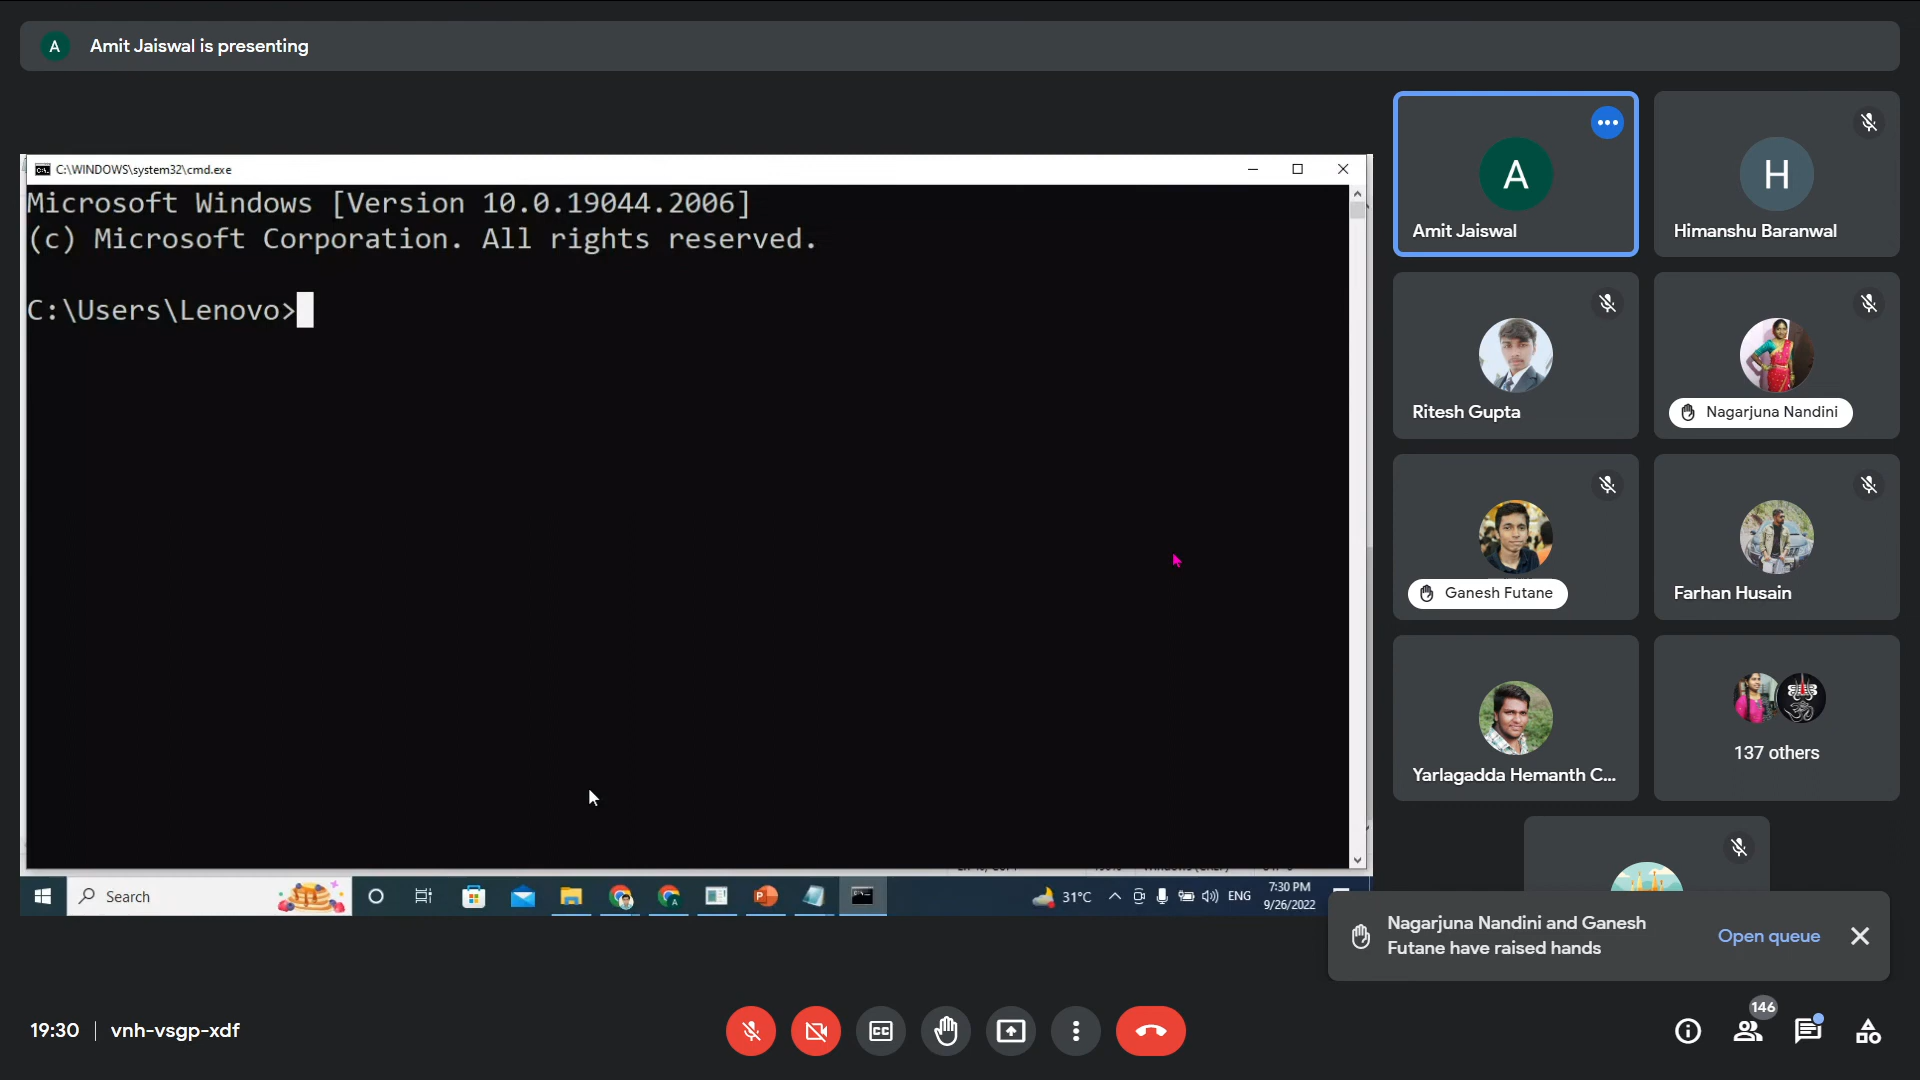 A Amit Jaiswal is presenting
C:\WINDOWS\system32\cmd.exe
Microsoft Windows [Version 10.0.19044.2006]
(c) Microsoft Corporation. All rights reserved.
C:\Users\Lenovo>
A
Amit Jaiswal
H
Himanshu Baranwal
Ritesh Gupta
Nagarjuna Nandini
Ganesh Futane
Farhan Husain
Yarlagadda Hemanth C...
137 others
Search
31°C
ENG
7:30 PM
9/26/2022
Nagarjuna Nandini and Ganesh
Futane have raised hands
Open queue
19:30 | vnh-vsgp-xdf
146